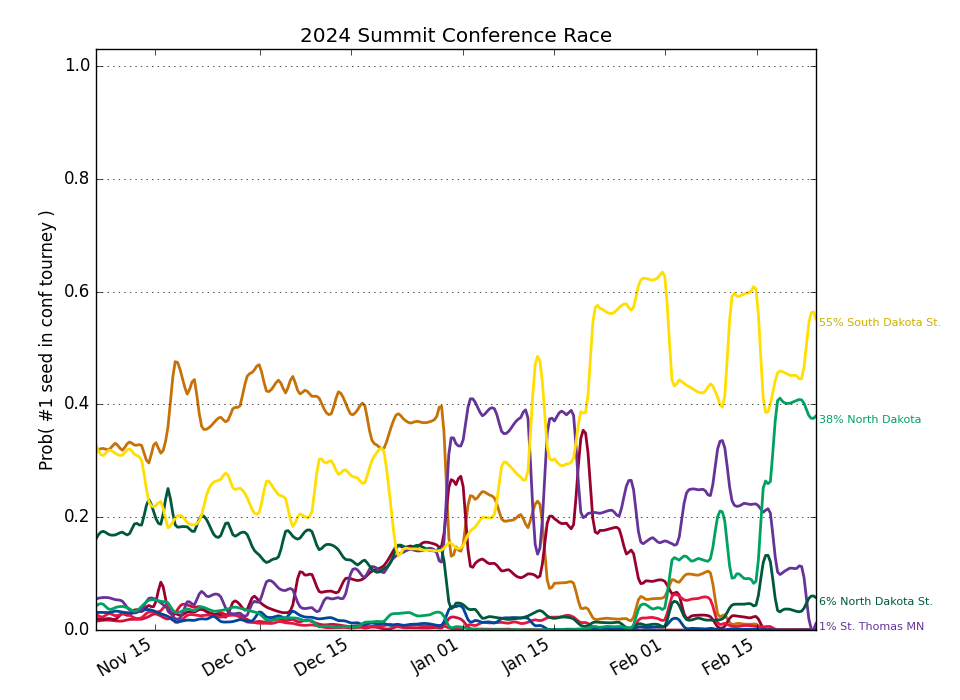 2024 Summit Conference Race
Prob( #1 seed in conf tourney )
1.0
0.8
0.6
0.4
0.2
0.0
55% South Dakota St.
38% North Dakota
6% North Dakota St.
1% St. Thomas MN
Nov 15
Dec 01
Dec 15
Jan 01
Jan 15
Feb 01
Feb 15